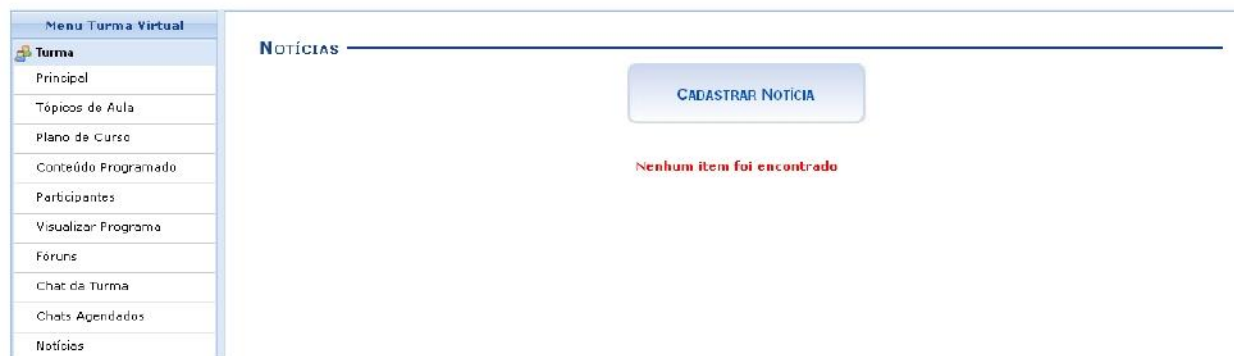 Menu Turma Virtual
Turma
Principal
Tópicos de Aula
Plano de Curso
Conteúdo Programado
Participantes
Visualizar Programa
Fóruns
Chat da Turma
Chats Agendados
Notícias
NOTÍCIAS
CADASTRAR NOTÍCIA
Nenhum item foi encontrado